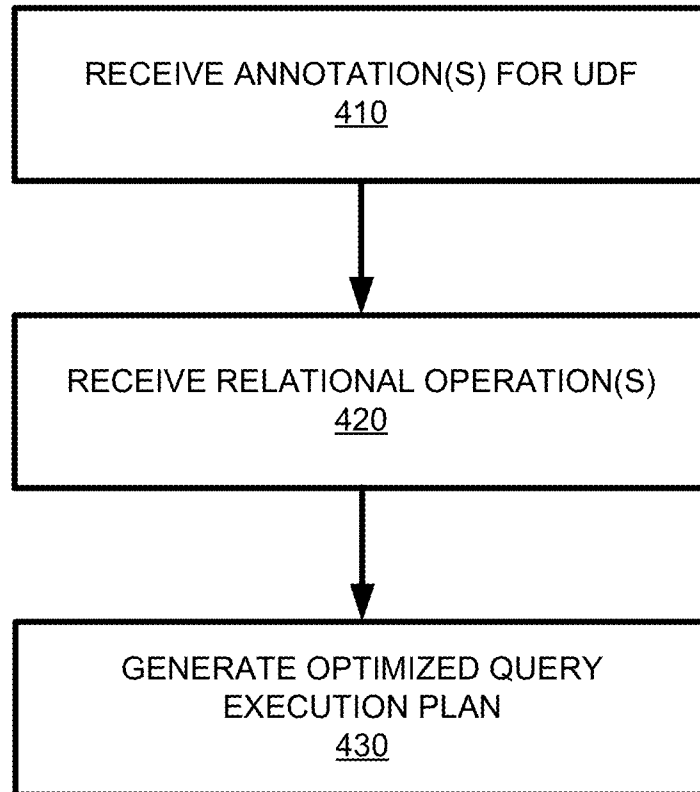 RECEIVE ANNOTATION(S) FOR UDF
410
RECEIVE RELATIONAL OPERATION(S)
420
GENERATE OPTIMIZED QUERY
EXECUTION PLAN
430